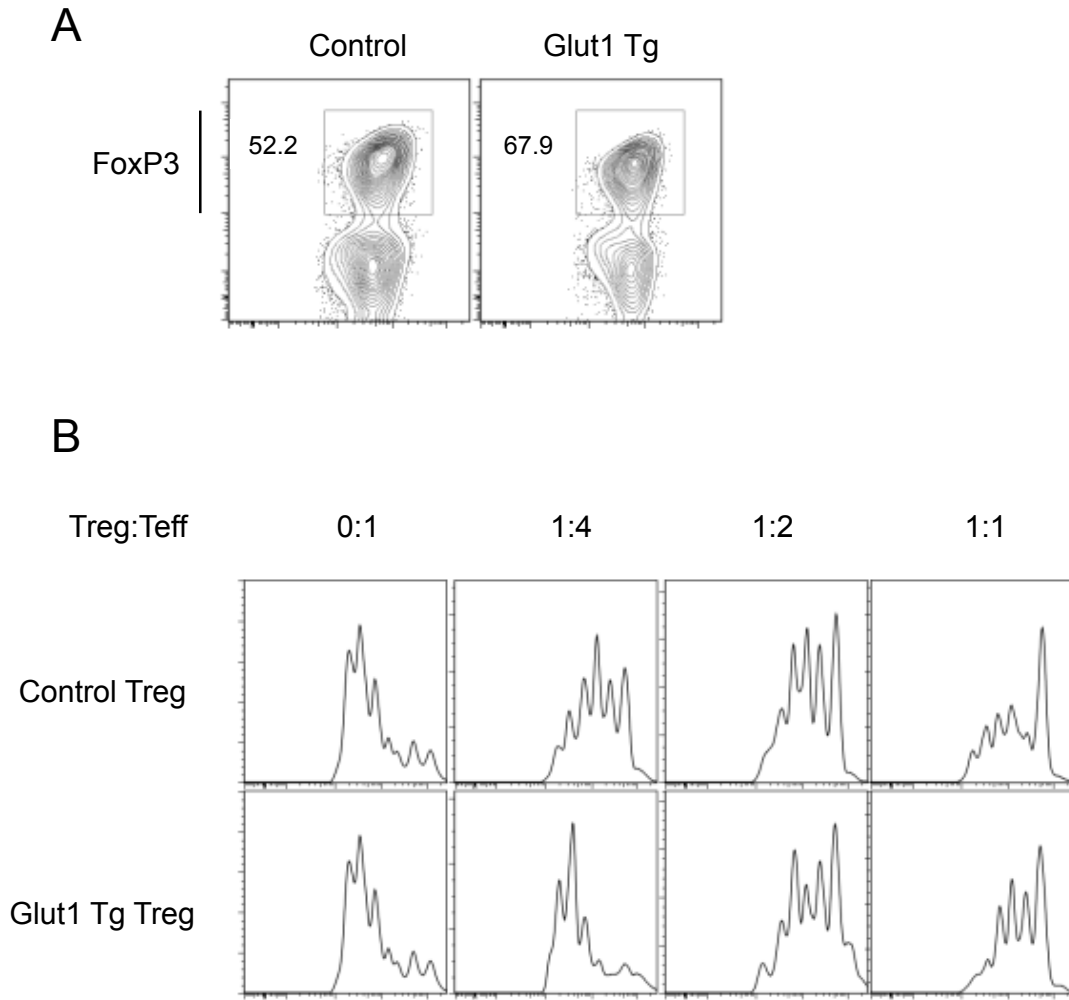 A
Control Glut1 Tg
FoxP3
52.2 67.9
B
Treg:Teff 0:1 1:4 1:2 1:1
Control Treg
Glut1 Tg Treg